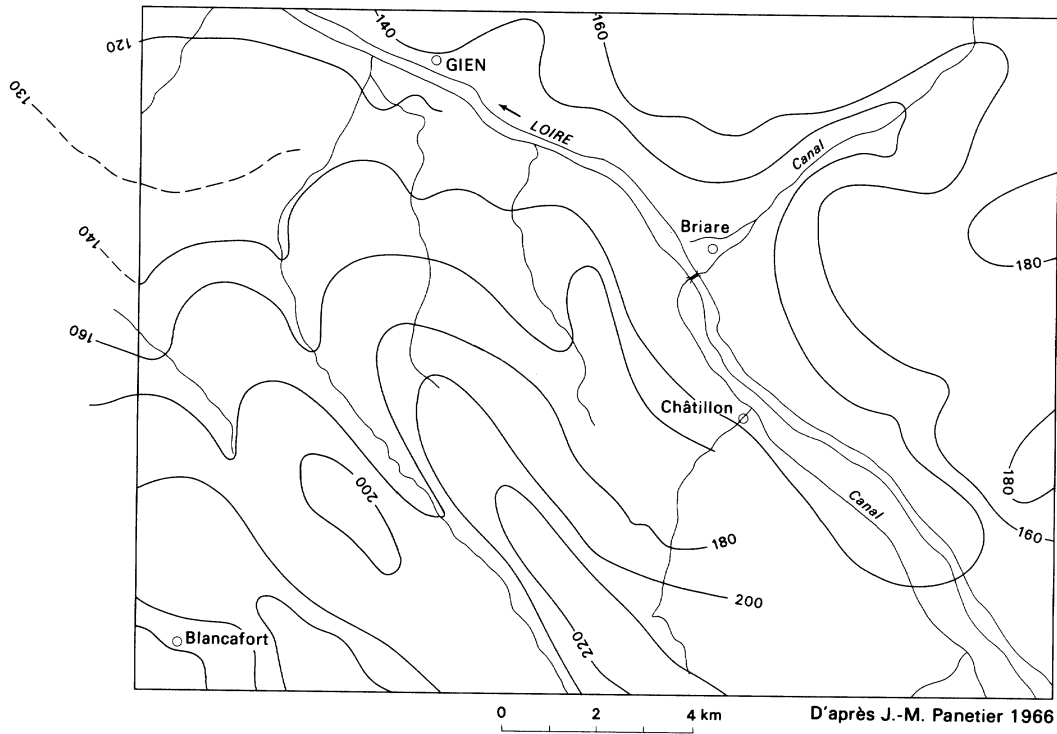 140
160
120
GIEN
130
LOIRE
Canal
Briare
140
180
160
Châtillon
180
200
Canal
160
180
200
Blancafort
220
0 2 4 km
D'après J.-M. Panetier 1966